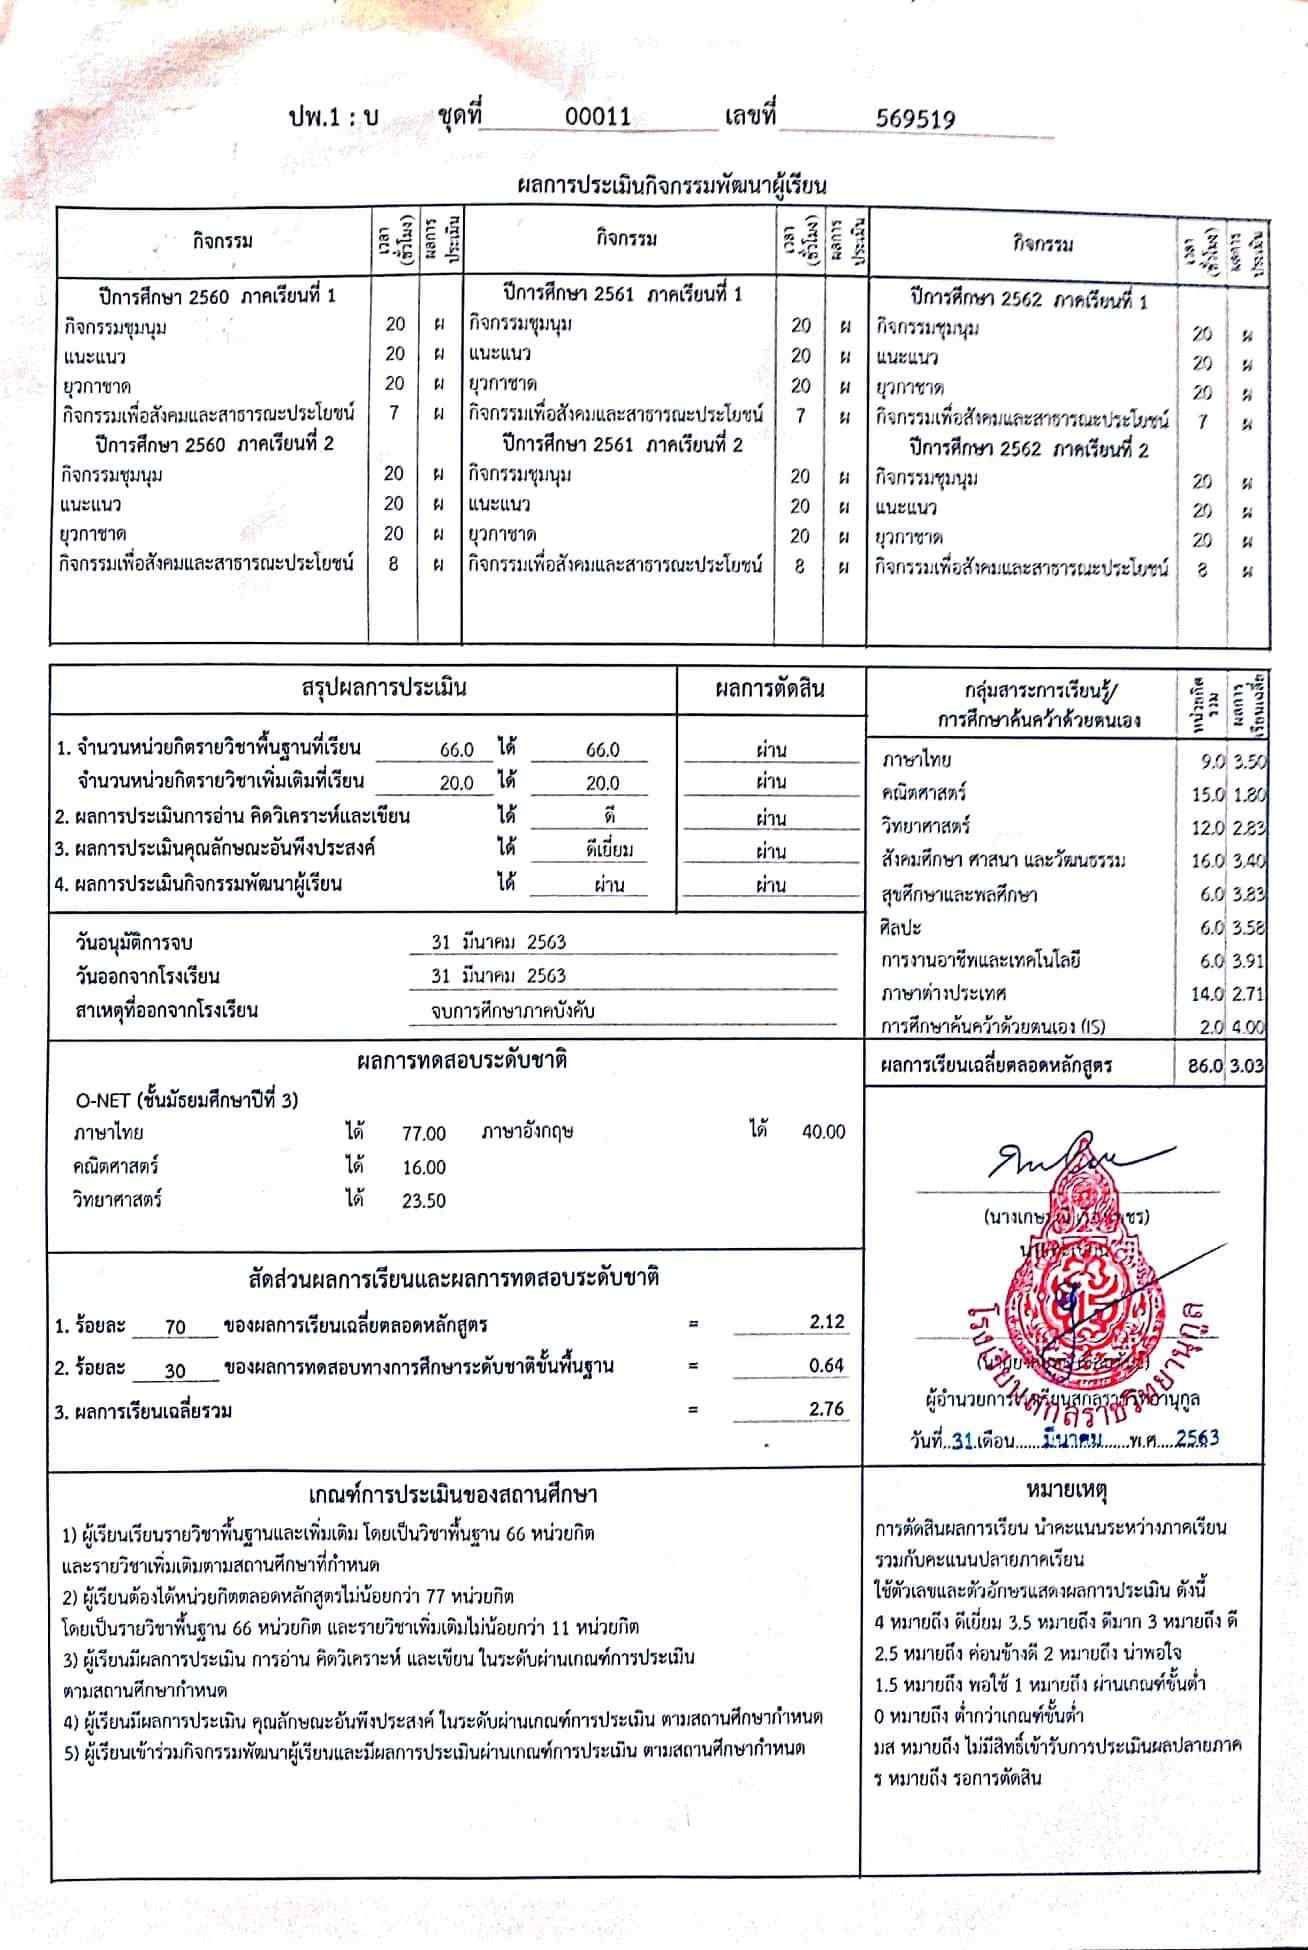 ปพ.1 : บ ชุดที่ 00011 เลขที่ 569519
ผลการประเมินกิจกรรมพัฒนาผู้เรียน
กิจกรรม เวลา (ชั่วโมง) ผลการประเมิน กิจกรรม เวลา (ชั่วโมง) ผลการประเมิน กิจกรรม เวลา (ชั่วโมง) ผลการประเมิน
ปีการศึกษา 2560 ภาคเรียนที่ 1 ปีการศึกษา 2561 ภาคเรียนที่ 1 ปีการศึกษา 2562 ภาคเรียนที่ 1
กิจกรรมชุมนุม 20 ผ กิจกรรมชุมนุม 20 ผ กิจกรรมชุมนุม 20 ผ
แนะแนว 20 ผ แนะแนว 20 ผ แนะแนว 20 ผ
ยุวกาชาด 20 ผ ยุวกาชาด 20 ผ ยุวกาชาด 20 ผ
กิจกรรมเพื่อสังคมและสาธารณะประโยชน์ 7 ผ กิจกรรมเพื่อสังคมและสาธารณะประโยชน์ 7 ผ กิจกรรมเพื่อสังคมและสาธารณะประโยชน์ 7 ผ
ปีการศึกษา 2560 ภาคเรียนที่ 2 ปีการศึกษา 2561 ภาคเรียนที่ 2 ปีการศึกษา 2562 ภาคเรียนที่ 2
กิจกรรมชุมนุม 20 ผ กิจกรรมชุมนุม 20 ผ กิจกรรมชุมนุม 20 ผ
แนะแนว 20 ผ แนะแนว 20 ผ แนะแนว 20 ผ
ยุวกาชาด 20 ผ ยุวกาชาด 20 ผ ยุวกาชาด 20 ผ
กิจกรรมเพื่อสังคมและสาธารณะประโยชน์ 8 ผ กิจกรรมเพื่อสังคมและสาธารณะประโยชน์ 8 ผ กิจกรรมเพื่อสังคมและสาธารณะประโยชน์ 8 ผ
สรุปผลการประเมิน ผลการตัดสิน
1. จำนวนหน่วยกิตรายวิชาพื้นฐานที่เรียน 66.0 ได้ 66.0 ผ่าน
จำนวนหน่วยกิตรายวิชาเพิ่มเติมที่เรียน 20.0 ได้ 20.0 ผ่าน
2. ผลการประเมินการอ่าน คิดวิเคราะห์และเขียน ได้ ดี ผ่าน
3. ผลการประเมินคุณลักษณะอันพึงประสงค์ ได้ ดีเยี่ยม ผ่าน
4. ผลการประเมินกิจกรรมพัฒนาผู้เรียน ได้ ผ่าน ผ่าน
วันอนุมัติการจบ 31 มีนาคม 2563
วันออกจากโรงเรียน 31 มีนาคม 2563
สาเหตุที่ออกจากโรงเรียน จบการศึกษาภาคบังคับ
กลุ่มสาระการเรียนรู้/ หน่วยกิตรวม ผลการเรียนเฉลี่ย
การศึกษาค้นคว้าด้วยตนเอง
ภาษาไทย 9.0 3.50
คณิตศาสตร์ 15.0 1.80
วิทยาศาสตร์ 12.0 2.83
สังคมศึกษา ศาสนา และวัฒนธรรม 16.0 3.40
สุขศึกษาและพลศึกษา 6.0 3.83
ศิลปะ 6.0 3.58
การงานอาชีพและเทคโนโลยี 6.0 3.91
ภาษาต่างประเทศ 14.0 2.71
การศึกษาค้นคว้าด้วยตนเอง (IS) 2.0 4.00
ผลการเรียนเฉลี่ยตลอดหลักสูตร 86.0 3.03
ผลการทดสอบระดับชาติ
O-NET (ชั้นมัธยมศึกษาปีที่ 3)
ภาษาไทย ได้ 77.00 ภาษาอังกฤษ ได้ 40.00
คณิตศาสตร์ ได้ 16.00
วิทยาศาสตร์ ได้ 23.50
สัดส่วนผลการเรียนและผลการทดสอบระดับชาติ
1. ร้อยละ 70 ของผลการเรียนเฉลี่ยตลอดหลักสูตร = 2.12
2. ร้อยละ 30 ของผลการทดสอบทางการศึกษาระดับชาติขั้นพื้นฐาน = 0.64
3. ผลการเรียนเฉลี่ยรวม = 2.76
โรงเรียนสกลราชวิทยานุกูล
ผู้อำนวยการโรงเรียนสกลราชวิทยานุกูล
วันที่..31.เดือน......มีนาคม......พ.ศ....2563
เกณฑ์การประเมินของสถานศึกษา
1) ผู้เรียนเรียนรายวิชาพื้นฐานและเพิ่มเติม โดยเป็นวิชาพื้นฐาน 66 หน่วยกิต
และรายวิชาเพิ่มเติมตามสถานศึกษาที่กำหนด
2) ผู้เรียนต้องได้หน่วยกิตตลอดหลักสูตรไม่น้อยกว่า 77 หน่วยกิต
โดยเป็นรายวิชาพื้นฐาน 66 หน่วยกิต และรายวิชาเพิ่มเติมไม่น้อยกว่า 11 หน่วยกิต
3) ผู้เรียนมีผลการประเมิน การอ่าน คิดวิเคราะห์ และเขียน ในระดับผ่านเกณฑ์การประเมิน
ตามสถานศึกษากำหนด
4) ผู้เรียนมีผลการประเมิน คุณลักษณะอันพึงประสงค์ ในระดับผ่านเกณฑ์การประเมิน ตามสถานศึกษากำหนด
5) ผู้เรียนเข้าร่วมกิจกรรมพัฒนาผู้เรียนและมีผลการประเมินผ่านเกณฑ์การประเมิน ตามสถานศึกษากำหนด
หมายเหตุ
การตัดสินผลการเรียน นำคะแนนระหว่างภาคเรียน
รวมกับคะแนนปลายภาคเรียน
ใช้ตัวเลขและตัวอักษรแสดงผลการประเมิน ดังนี้
4 หมายถึง ดีเยี่ยม 3.5 หมายถึง ดีมาก 3 หมายถึง ดี
2.5 หมายถึง ค่อนข้างดี 2 หมายถึง น่าพอใจ
1.5 หมายถึง พอใช้ 1 หมายถึง ผ่านเกณฑ์ขั้นต่ำ
0 หมายถึง ต่ำกว่าเกณฑ์ขั้นต่ำ
มส หมายถึง ไม่มีสิทธิ์เข้ารับการประเมินผลปลายภาค
ร หมายถึง รอการตัดสิน